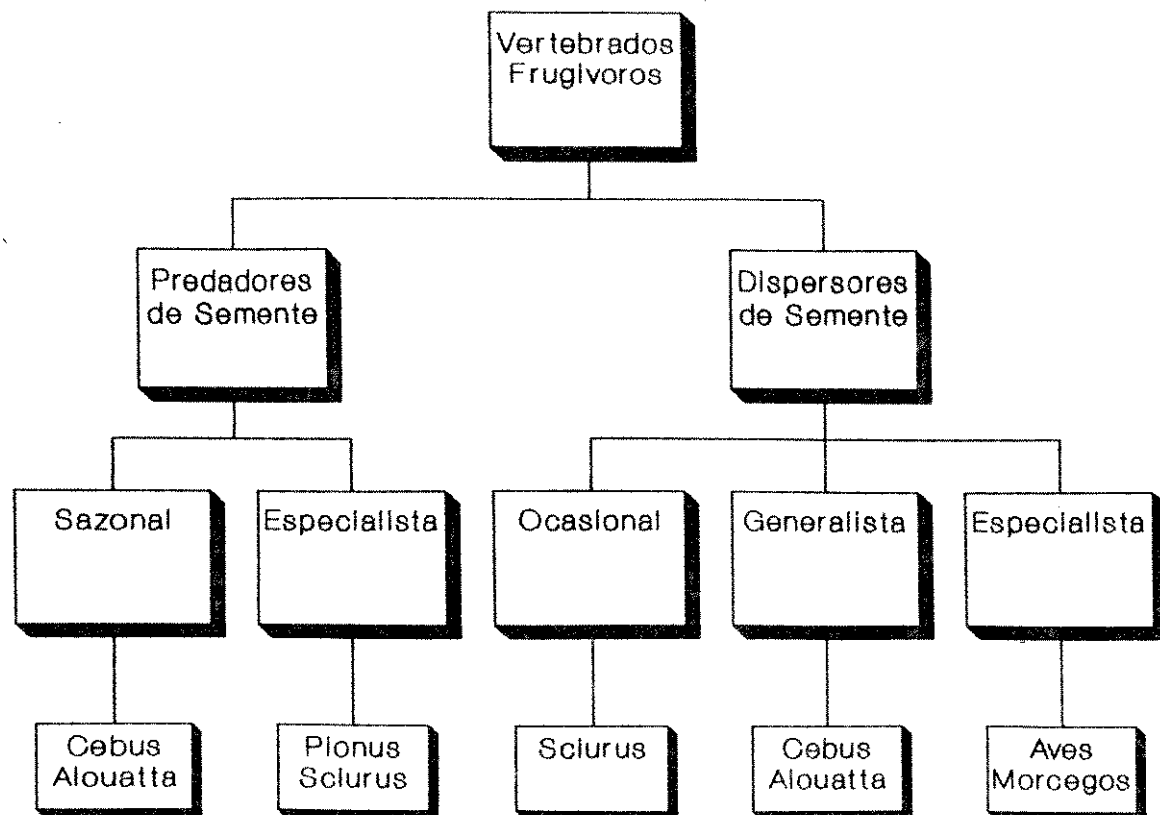 Vertebrados
Frugívoros
Predadores
de Semente
Dispersores
de Semente
Sazonal
Especialista
Ocasional
Generalista
Especialista
Cebus
Alouatta
Pionus
Sciurus
Sciurus
Cebus
Alouatta
Aves
Morcegos